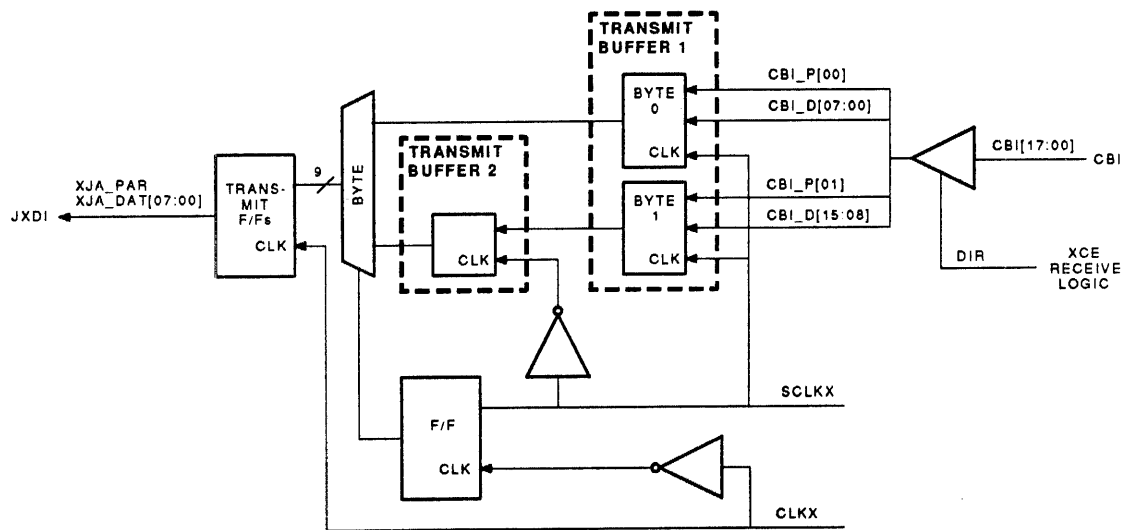 TRANSMIT
BUFFER 1
CBI_P[00]
BYTE
0
CBI_D[07:00]
CLK
CBI[17:00]
CBI
TRANSMIT
BUFFER 2
9
BYTE
XJA_PAR
XJA_DAT[07:00]
JXDI
TRANS-
MIT
F/Fs
CLK
CBI_P[01]
BYTE
1
CBI_D[15:08]
CLK
CLK
DIR
XCE
RECEIVE
LOGIC
SCLKX
F/F
CLK
CLKX